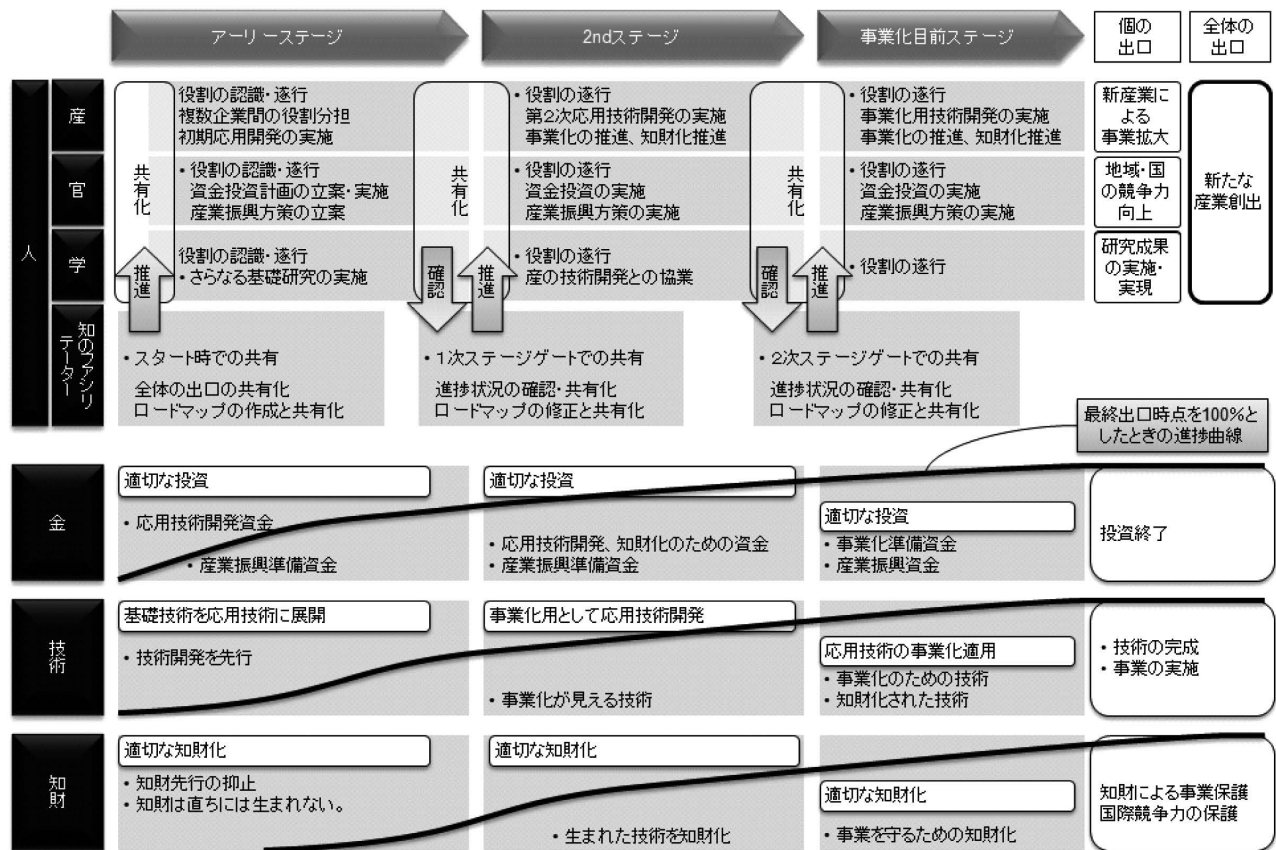 アーリーステージ
2ndステージ
事業化目前ステージ
個の
出口
全体の
出口
人
産
役割の認識・遂行
複数企業間の役割分担
初期応用開発の実施
・役割の遂行
第2次応用技術開発の実施
事業化の推進、知財化推進
・役割の遂行
事業化用技術開発の実施
事業化の推進、知財化推進
新産業に
よる
事業拡大
官
共有化
・役割の認識・遂行
資金投資計画の立案・実施
産業振興方策の立案
共有化
・役割の遂行
資金投資の実施
産業振興方策の実施
共有化
・役割の遂行
資金投資の実施
産業振興方策の実施
地域・国
の競争力
向上
新たな
産業創出
学
推進
役割の認識・遂行
・さらなる基礎研究の実施
確認
推進
・役割の遂行
産の技術開発との協業
確認
推進
・役割の遂行
研究成果
の実施・
実現
知のファシリ
テーター
・スタート時での共有
全体の出口の共有化
ロードマップの作成と共有化
・1次ステージゲートでの共有
進捗状況の確認・共有化
ロードマップの修正と共有化
・2次ステージゲートでの共有
進捗状況の確認・共有化
ロードマップの修正と共有化
最終出口時点を100%と
したときの進捗曲線
金
適切な投資
・応用技術開発資金
・産業振興準備資金
適切な投資
・応用技術開発、知財化のための資金
・産業振興準備資金
適切な投資
・事業化準備資金
・産業振興資金
投資終了
技術
基礎技術を応用技術に展開
・技術開発を先行
事業化用として応用技術開発
・事業化が見える技術
応用技術の事業化適用
・事業化のための技術
・知財化された技術
・技術の完成
・事業の実施
知財
適切な知財化
・知財先行の抑止
・知財は直ちには生まれない。
適切な知財化
・生まれた技術を知財化
適切な知財化
・事業を守るための知財化
知財による事業保護
国際競争力の保護